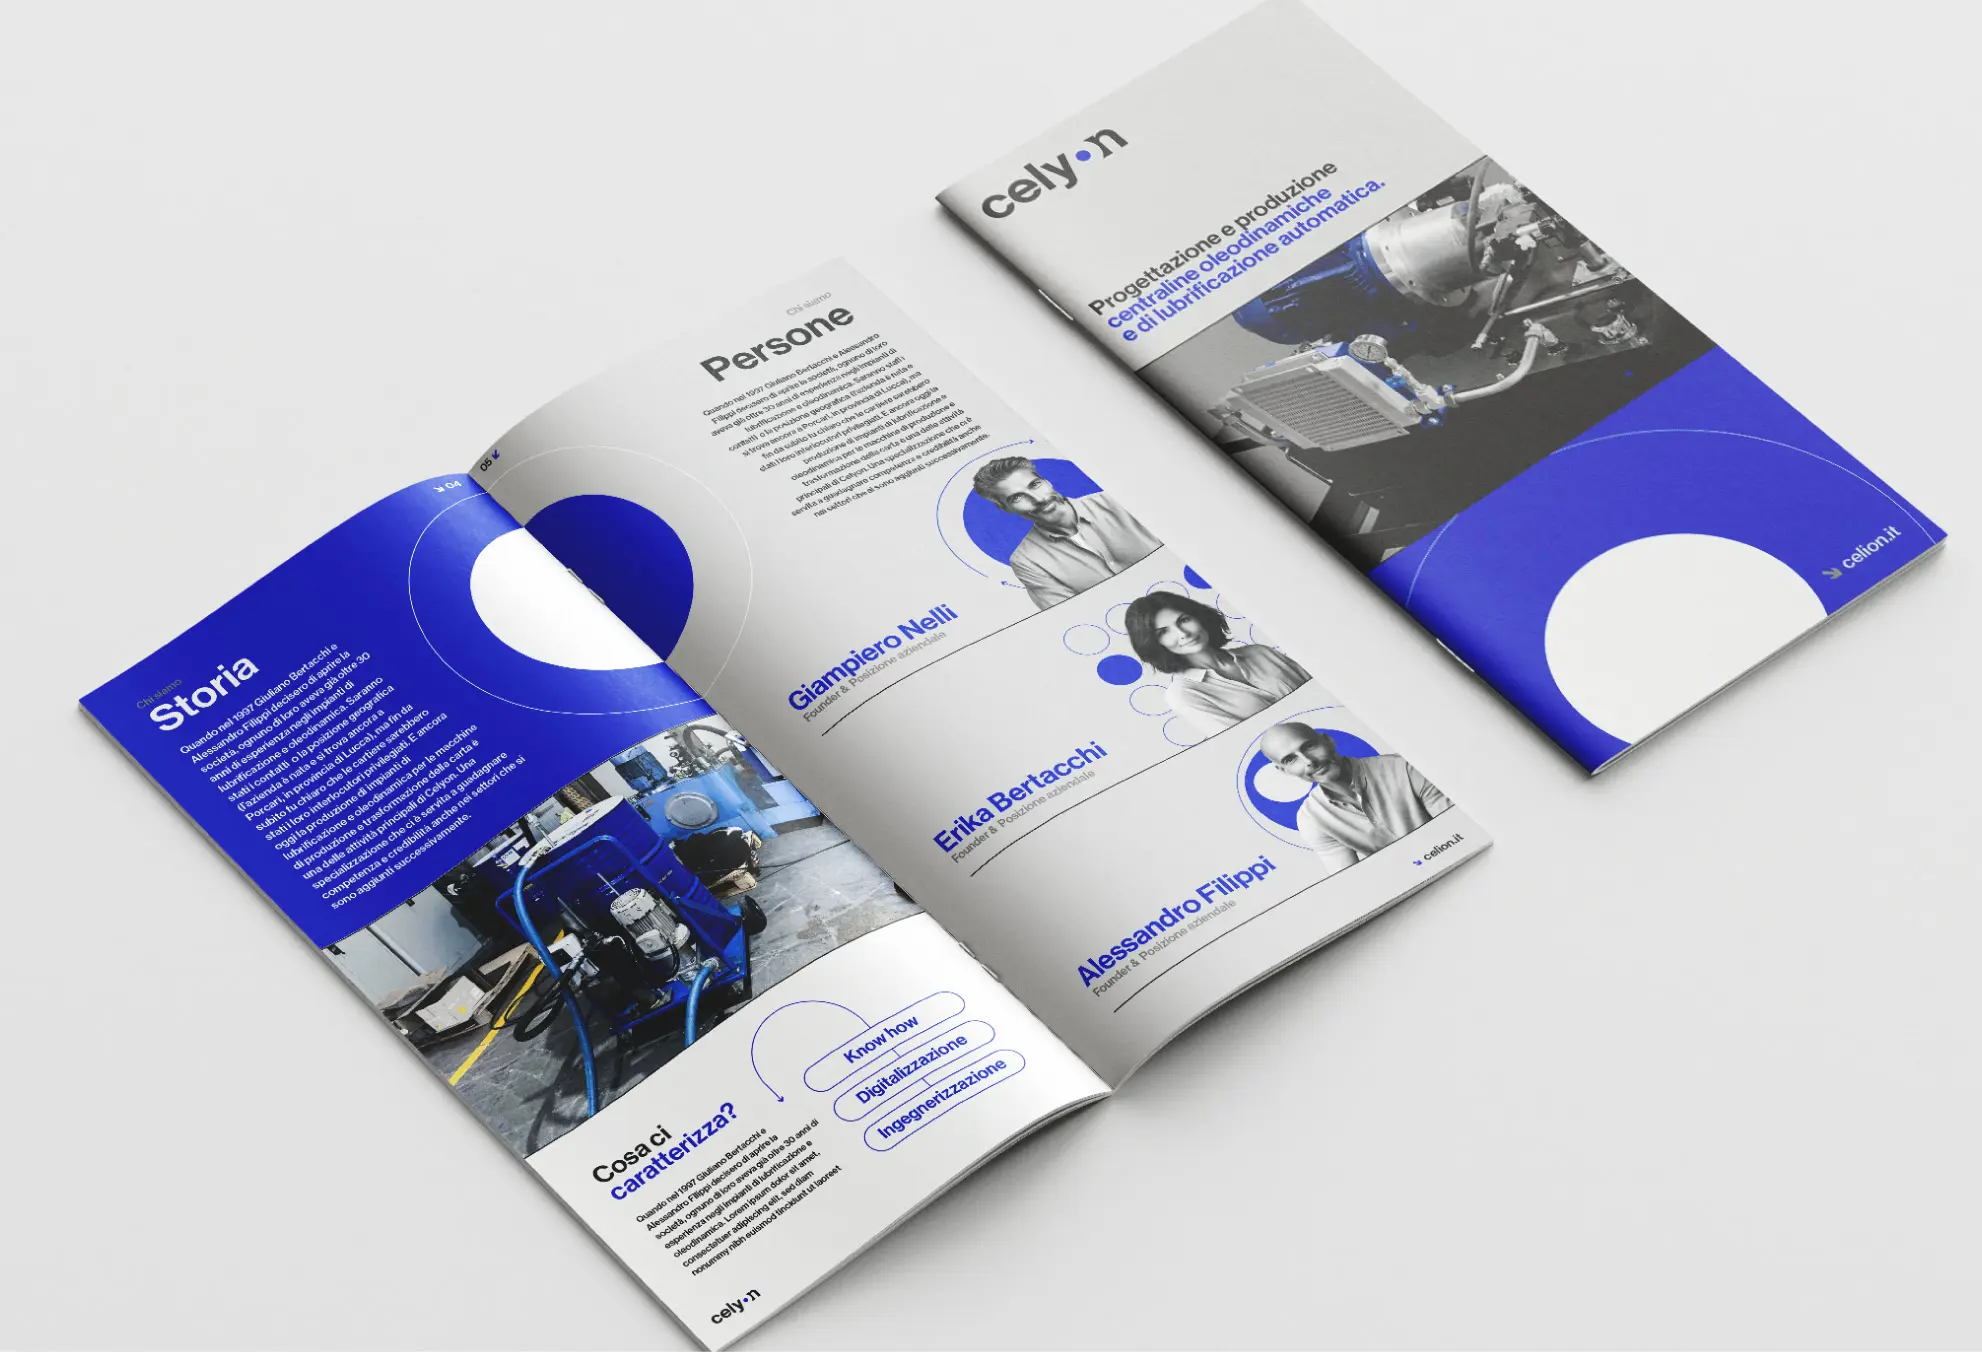 celyn
Progettazione e produzione
centraline oleodinamiche
e di lubrificazione automatica.
celion.it
04
Chi siamo
Storia
Quando nel 1997 Giuliano Bertacchi e
Alessandro Filippi decisero di aprire la
società, ognuno di loro aveva già oltre 30
anni di esperienza negli impianti di
lubrificazione e oleodinamica. Saranno
stati i contatti o la posizione geografica
(l'azienda è nata e si trova ancora a
Porcari, in provincia di Lucca), ma fin da
subito fu chiaro che le cartiere sarebbero
stati i loro interlocutori privilegiati. E ancora
oggi la produzione di impianti di
lubrificazione e oleodinamica per le macchine
di produzione e trasformazione della carta è
una delle attività principali di Celyon. Una
specializzazione che ci è servita a guadagnare
competenza e credibilità anche nei settori che si
sono aggiunti successivamente.
Know how
Digitalizzazione
Ingegnerizzazione
Cosa ci
caratterizza?
Quando nel 1997 Giuliano Bertacchi e
Alessandro Filippi decisero di aprire la
società, ognuno di loro aveva già oltre 30 anni di
esperienza negli impianti di lubrificazione e
oleodinamica. Lorem ipsum dolor sit amet,
consectetuer adipiscing elit, sed diam
nonummy nibh euismod tincidunt ut laoreet
celyn
05
Chi siamo
Persone
Quando nel 1997 Giuliano Bertacchi e Alessandro
Filippi decisero di aprire la società, ognuno di loro
aveva già oltre 30 anni di esperienza negli impianti di
lubrificazione e oleodinamica. Saranno stati i
contatti o la posizione geografica (l'azienda è nata e
si trova ancora a Porcari, in provincia di Lucca), ma
fin da subito fu chiaro che le cartiere sarebbero
stati i loro interlocutori privilegiati. E ancora oggi la
produzione di impianti di lubrificazione e
oleodinamica per le macchine di produzione e
trasformazione della carta è una delle attività
principali di Celyon. Una specializzazione che ci è
servita a guadagnare competenza e credibilità anche
nei settori che si sono aggiunti successivamente.
Giampiero Nelli
Founder & Posizione aziendale
Erika Bertacchi
Founder & Posizione aziendale
Alessandro Filippi
Founder & Posizione aziendale
celion.it